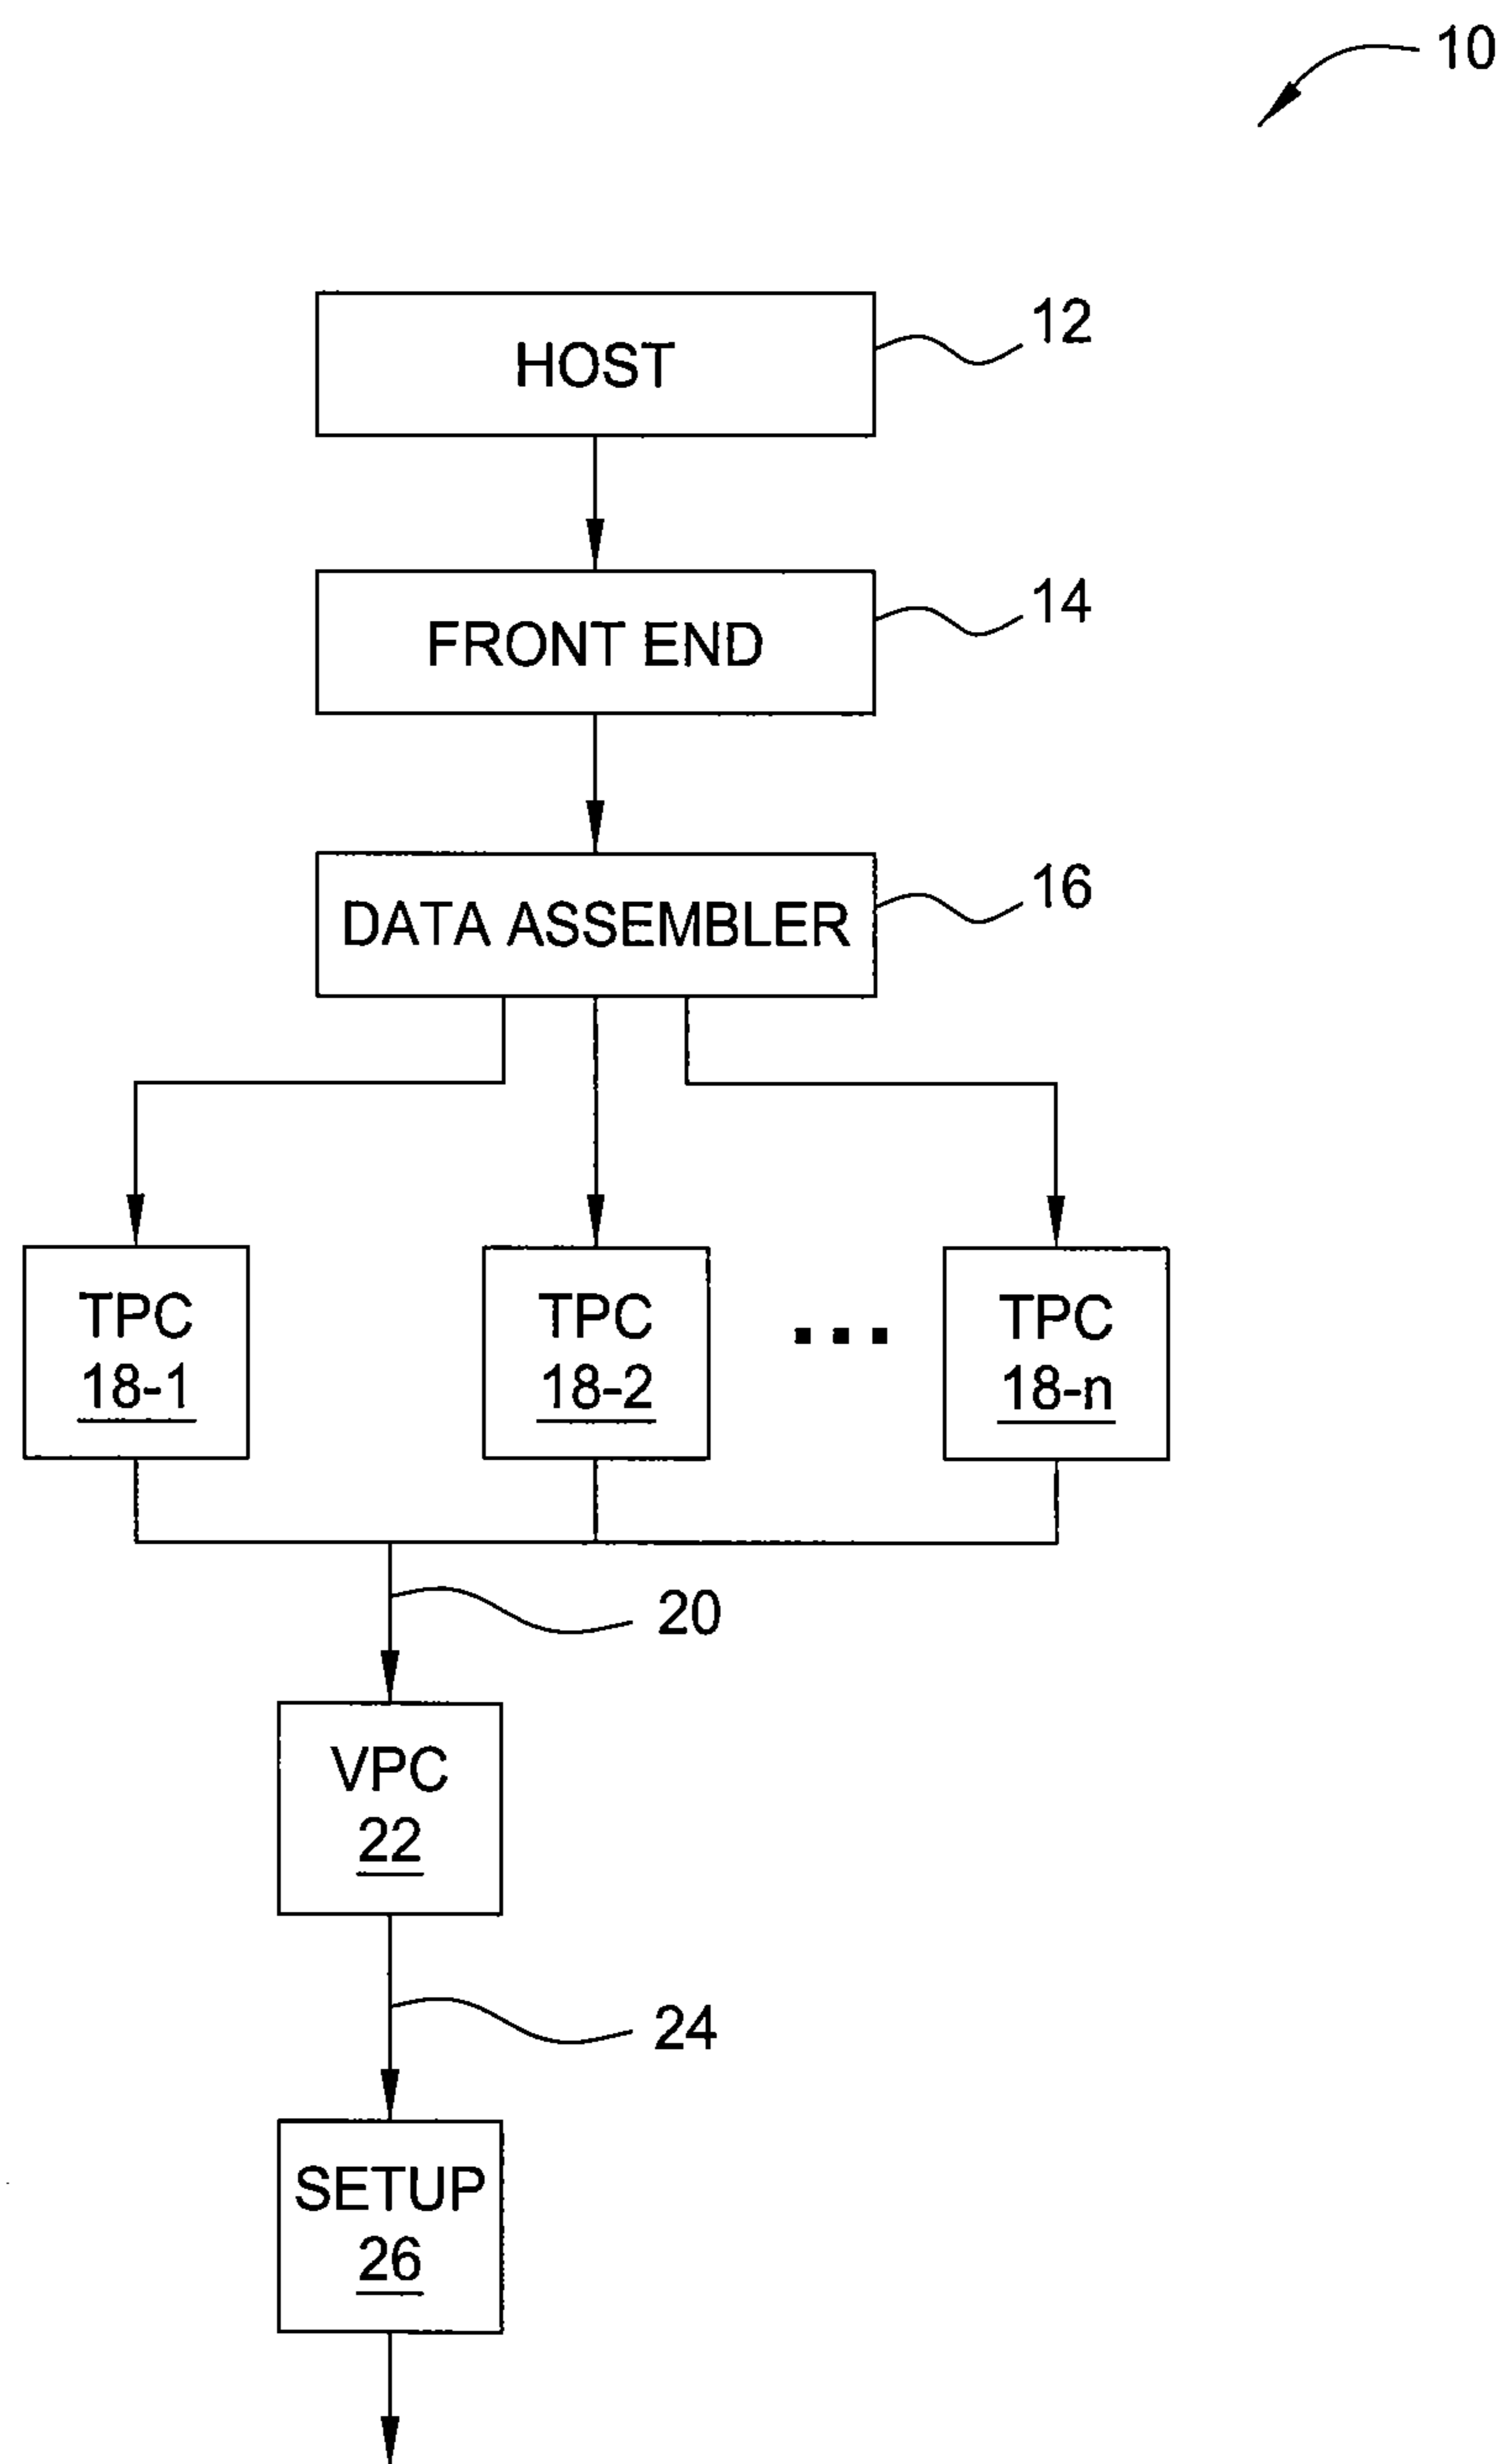 10
HOST
12
FRONT END
14
DATA ASSEMBLER
16
TPC
18-1
TPC
18-2
...
TPC
18-n
20
VPC
22
24
SETUP
26